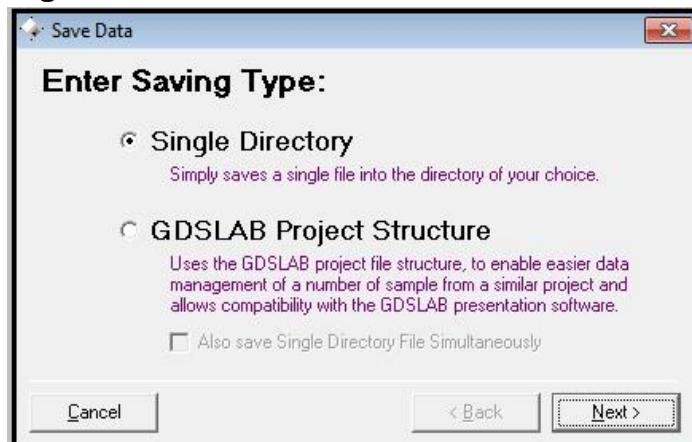 Save Data
Enter Saving Type:
Single Directory
Simply saves a single file into the directory of your choice.
GDSLAB Project Structure
Uses the GDSLAB project file structure, to enable easier data
management of a number of sample from a similar project and
allows compatibility with the GDSLAB presentation software.
Also save Single Directory File Simultaneously
Cancel
< Back
Next >